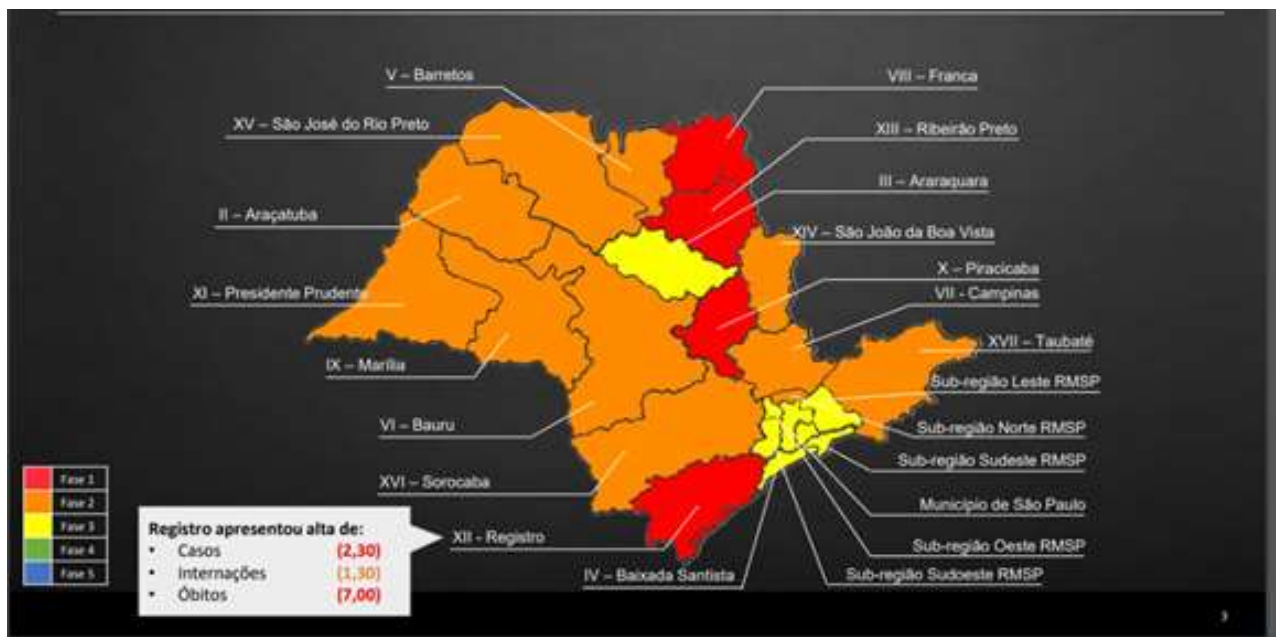 V – Barretos
VIII – Franca
XV – São José do Rio Preto
XIII – Ribeirão Preto
III – Araraquara
II – Araçatuba
XIV – São João da Boa Vista
X – Piracicaba
XI – Presidente Prudente
VII - Campinas
XVII – Taubaté
IX – Marília
Sub-região Leste RMSP
VI – Bauru
Sub-região Norte RMSP
Sub-região Sudeste RMSP
XVI – Sorocaba
Município de São Paulo
XII - Registro
Sub-região Oeste RMSP
IV – Baixada Santista
Sub-região Sudoeste RMSP
Fase 1
Fase 2
Fase 3
Fase 4
Fase 5
Registro apresentou alta de:
• Casos (2,30)
• Internações (1,30)
• Óbitos (7,00)
3